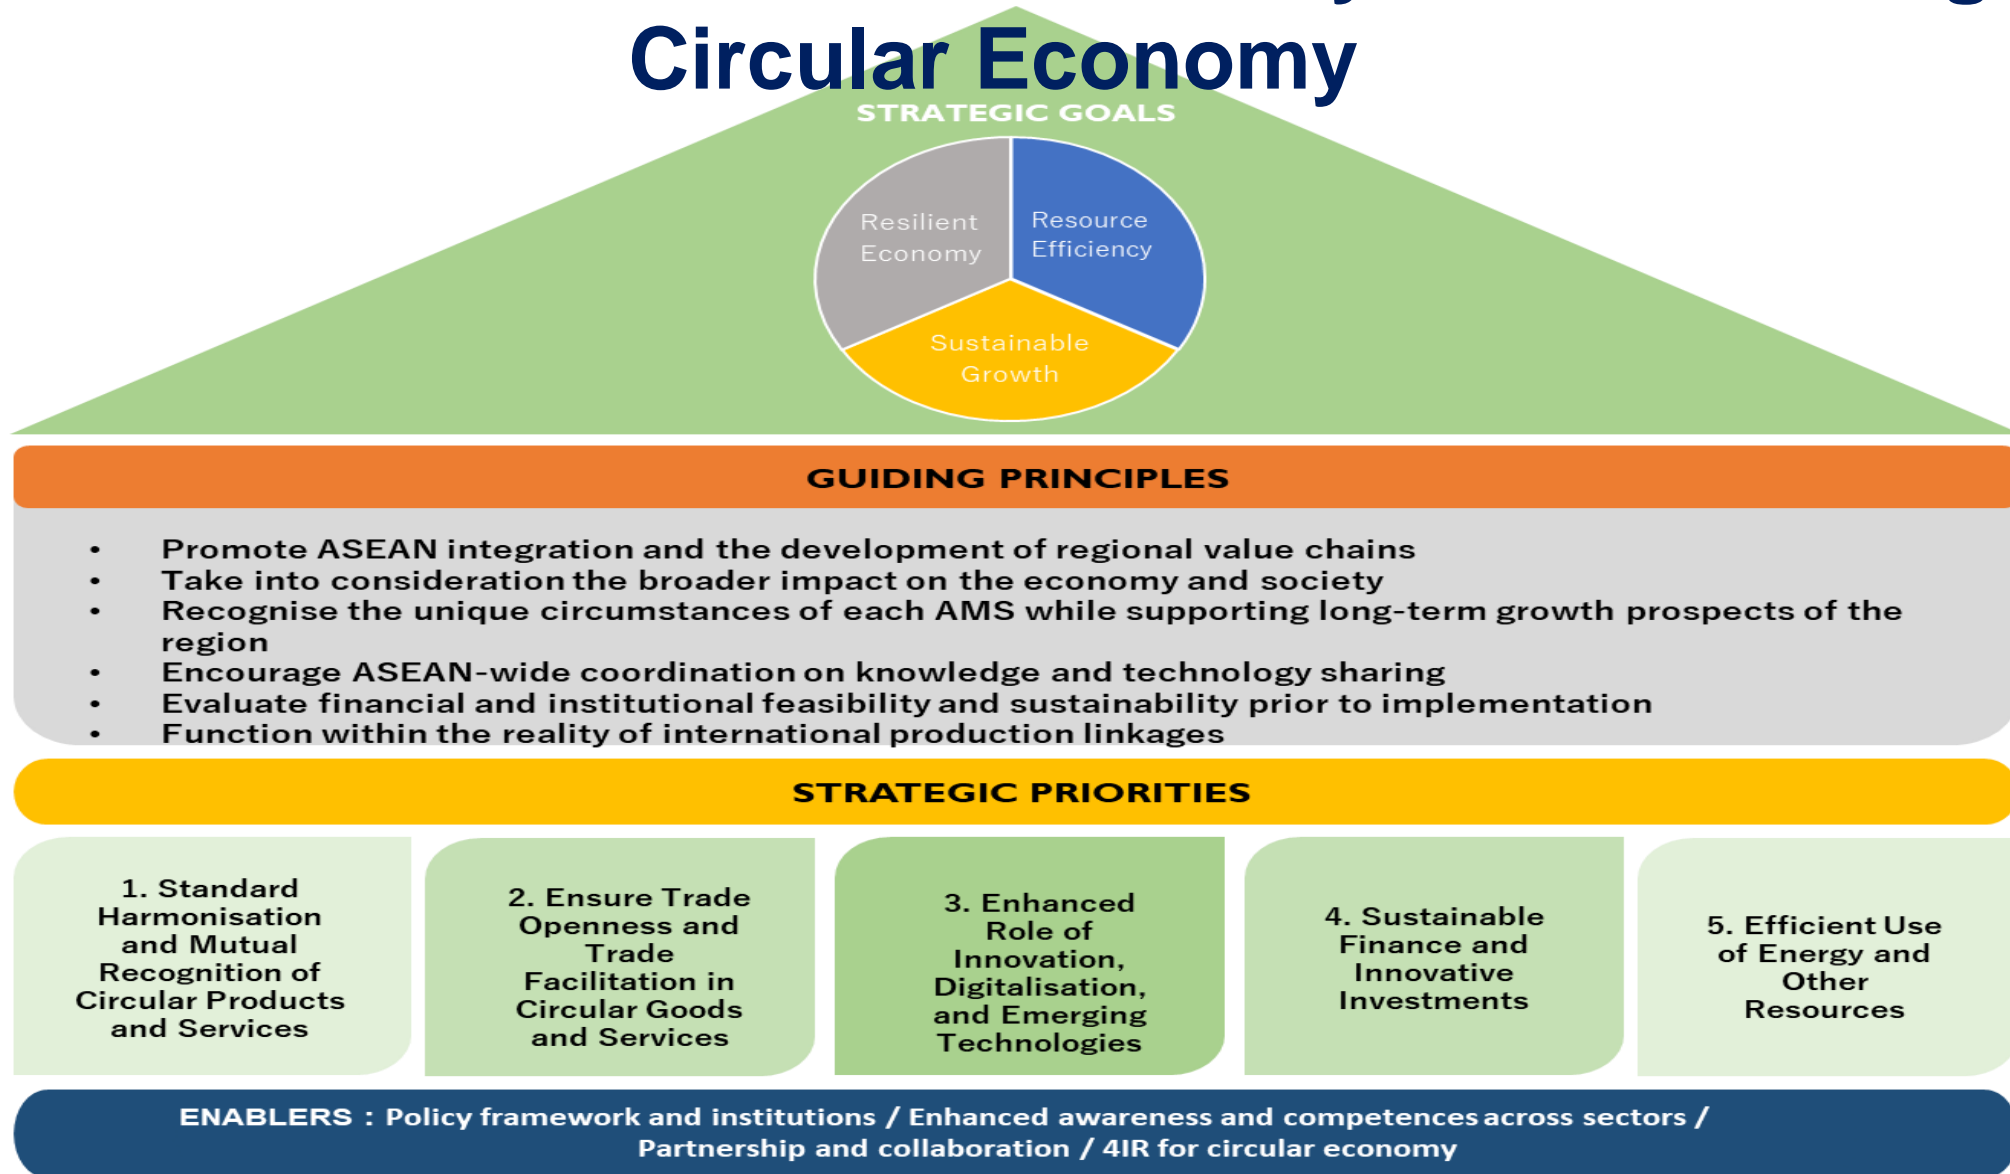 Circular Economy
STRATEGIC GOALS
Resilient
Economy
Resource
Efficiency
Sustainable
Growth
GUIDING PRINCIPLES
• Promote ASEAN integration and the development of regional value chains
• Take into consideration the broader impact on the economy and society
• Recognise the unique circumstances of each AMS while supporting long-term growth prospects of the
region
• Encourage ASEAN-wide coordination on knowledge and technology sharing
• Evaluate financial and institutional feasibility and sustainability prior to implementation
• Function within the reality of international production linkages
STRATEGIC PRIORITIES
1. Standard
Harmonisation
and Mutual
Recognition of
Circular Products
and Services
2. Ensure Trade
Openness and
Trade
Facilitation in
Circular Goods
and Services
3. Enhanced
Role of
Innovation,
Digitalisation,
and Emerging
Technologies
4. Sustainable
Finance and
Innovative
Investments
5. Efficient Use
of Energy and
Other
Resources
ENABLERS : Policy framework and institutions / Enhanced awareness and competences across sectors /
Partnership and collaboration / 4IR for circular economy